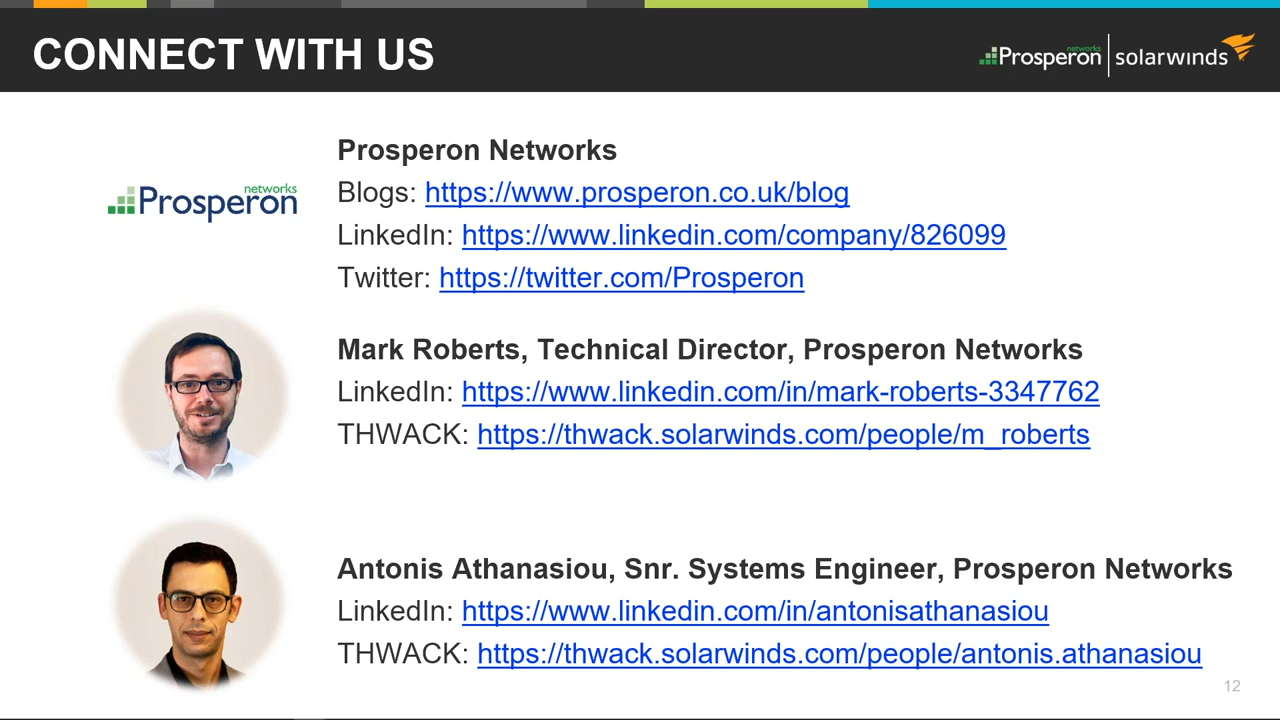 CONNECT WITH US
Prosperon networks | solarwinds
Prosperon Networks
Prosperon networks
Blogs: https://www.prosperon.co.uk/blog
LinkedIn: https://www.linkedin.com/company/826099
Twitter: https://twitter.com/Prosperon
Mark Roberts, Technical Director, Prosperon Networks
LinkedIn: https://www.linkedin.com/in/mark-roberts-3347762
THWACK: https://thwack.solarwinds.com/people/m_roberts
Antonis Athanasiou, Snr. Systems Engineer, Prosperon Networks
LinkedIn: https://www.linkedin.com/in/antonisathanasiou
THWACK: https://thwack.solarwinds.com/people/antonis.athanasiou
12